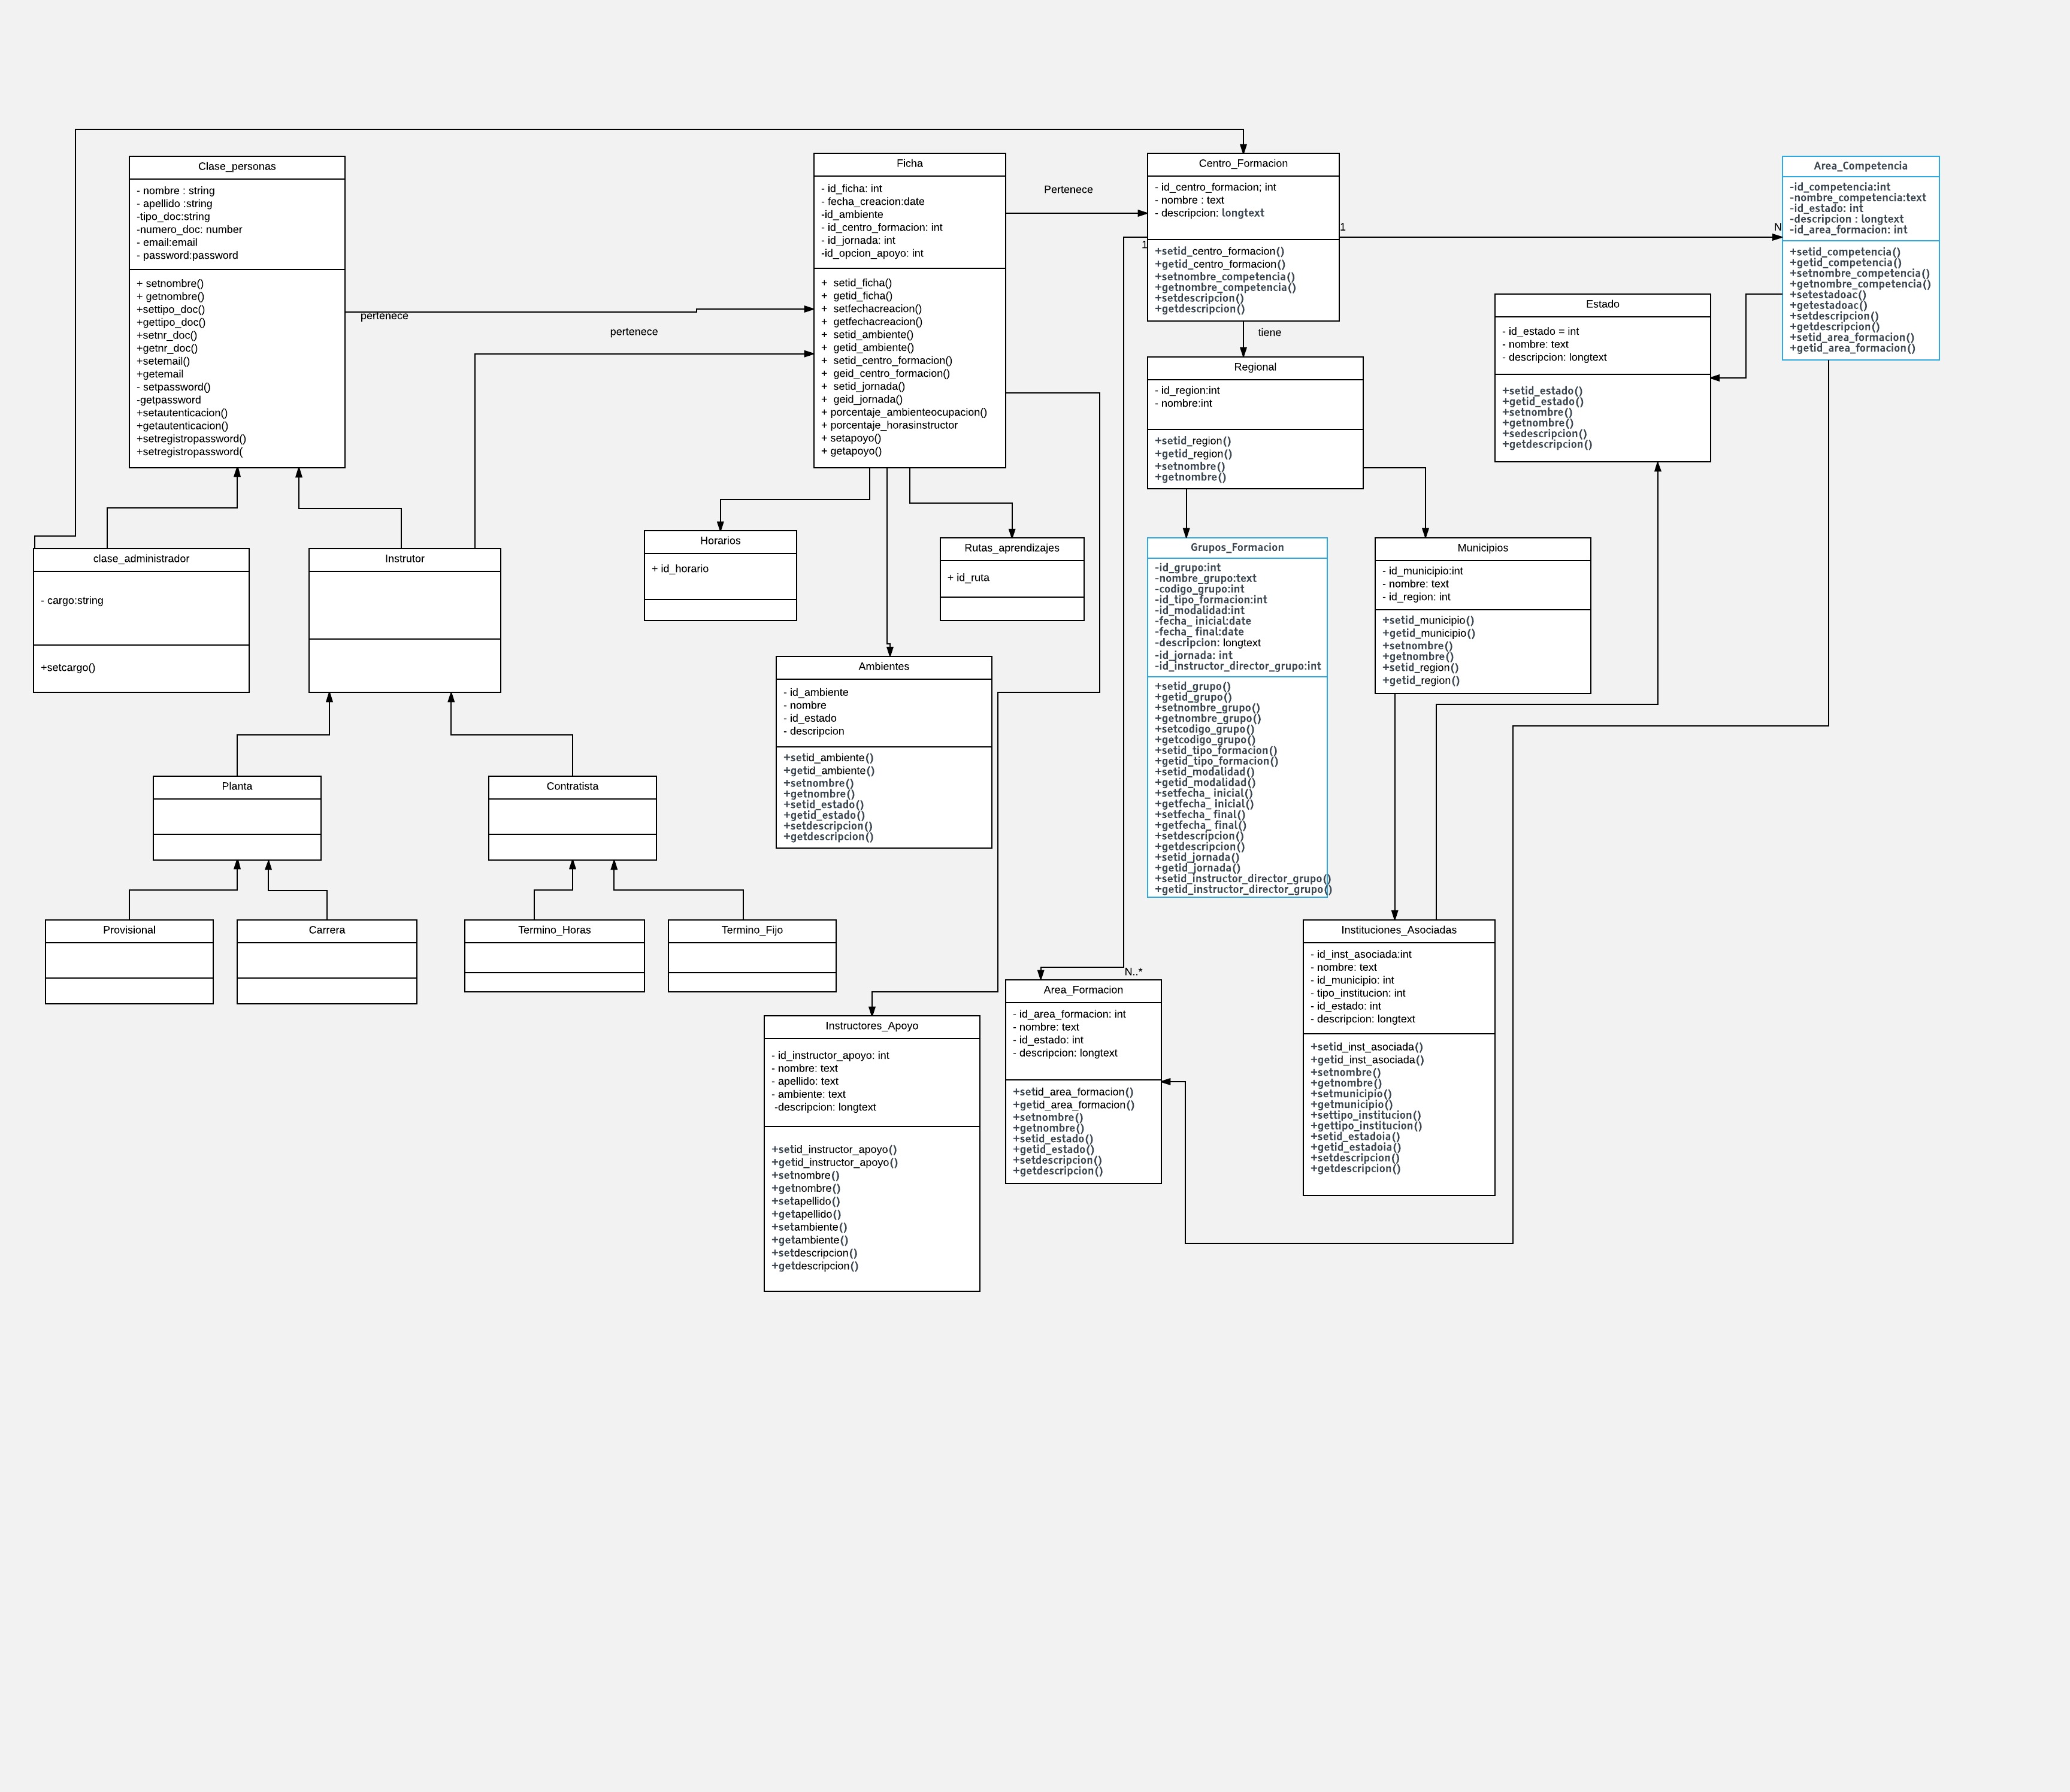 Clase_personas
- nombre : string
- apellido :string
-tipo_doc:string
-numero_doc: number
- email:email
- password:password
+ setnombre()
+ getnombre()
+settipo_doc()
+gettipo_doc()
+setnr_doc()
+getnr_doc()
+setemail()
+getemail
- setpassword()
-getpassword
+setautenticacion()
+getautenticacion()
+setregistropassword()
+setregistropassword(
pertenece
pertenece
Ficha
- id_ficha: int
- fecha_creacion:date
-id_ambiente
- id_centro_formacion: int
- id_jornada: int
-id_opcion_apoyo: int
+ setid_ficha()
+ getid_ficha()
+ setfechacreacion()
+ getfechacreacion()
+ setid_ambiente()
+ getid_ambiente()
+ setid_centro_formacion()
+ geid_centro_formacion()
+ setid_jornada()
+ geid_jornada()
+ porcentaje_ambienteocupacion()
+ porcentaje_horasinstructor
+ setapoyo()
+ getapoyo()
Pertenece
Centro_Formacion
- id_centro_formacion; int
- nombre : text
- descripcion: longtext
+setid_centro_formacion()
+getid_centro_formacion()
+setnombre_competencia()
+getnombre_competencia()
+setdescripcion()
+getdescripcion()
1
1
N
tiene
Area_Competencia
-id_competencia:int
-nombre_competencia:text
-id_estado: int
-descripcion : longtext
-id_area_formacion: int
+setid_competencia()
+getid_competencia()
+setnombre_competencia()
+getnombre_competencia()
+setestadoac()
+getestadoac()
+setdescripcion()
+getdescripcion()
+setid_area_formacion()
+getid_area_formacion()
Estado
- id_estado = int
- nombre: text
- descripcion: longtext
+setid_estado()
+getid_estado()
+setnombre()
+getnombre()
+sedescripcion()
+getdescripcion()
Regional
- id_region:int
- nombre:int
+setid_region()
+getid_region()
+setnombre()
+getnombre()
clase_administrador
- cargo:string
+setcargo()
Instrutor
Horarios
+ id_horario
Rutas_aprendizajes
+ id_ruta
Grupos_Formacion
-id_grupo:int
-nombre_grupo:text
-codigo_grupo:int
-id_tipo_formacion:int
-id_modalidad:int
-fecha_ inicial:date
-fecha_ final:date
-descripcion: longtext
-id_jornada: int
-id_instructor_director_grupo:int
+setid_grupo()
+getid_grupo()
+setnombre_grupo()
+getnombre_grupo()
+setcodigo_grupo()
+getcodigo_grupo()
+setid_tipo_formacion()
+getid_tipo_formacion()
+setid_modalidad()
+getid_modalidad()
+setfecha_ inicial()
+getfecha_ inicial()
+setfecha_ final()
+getfecha_ final()
+setdescripcion()
+getdescripcion()
+setid_jornada()
+getid_jornada()
+setid_instructor_director_grupo()
+getid_instructor_director_grupo()
Municipios
- id_municipio:int
- nombre: text
- id_region: int
+setid_municipio()
+getid_municipio()
+setnombre()
+getnombre()
+setid_region()
+getid_region()
Ambientes
- id_ambiente
- nombre
- id_estado
- descripcion
+setid_ambiente()
+getid_ambiente()
+setnombre()
+getnombre()
+setid_estado()
+getid_estado()
+setdescripcion()
+getdescripcion()
Planta
Contratista
Provisional
Carrera
Termino_Horas
Termino_Fijo
Instituciones_Asociadas
- id_inst_asociada:int
- nombre: text
- id_municipio: int
- tipo_institucion: int
- id_estado: int
- descripcion: longtext
+setid_inst_asociada()
+getid_inst_asociada()
+setnombre()
+getnombre()
+setmunicipio()
+getmunicipio()
+settipo_institucion()
+gettipo_institucion()
+setid_estadoia()
+getid_estadoia()
+setdescripcion()
+getdescripcion()
N..*
Area_Formacion
- id_area_formacion: int
- nombre: text
- id_estado: int
- descripcion: longtext
+setid_area_formacion()
+getid_area_formacion()
+setnombre()
+getnombre()
+setid_estado()
+getid_estado()
+setdescripcion()
+getdescripcion()
Instructores_Apoyo
- id_instructor_apoyo: int
- nombre: text
- apellido: text
- ambiente: text
-descripcion: longtext
+setid_instructor_apoyo()
+getid_instructor_apoyo()
+setnombre()
+getnombre()
+setapellido()
+getapellido()
+setambiente()
+getambiente()
+setdescripcion()
+getdescripcion()